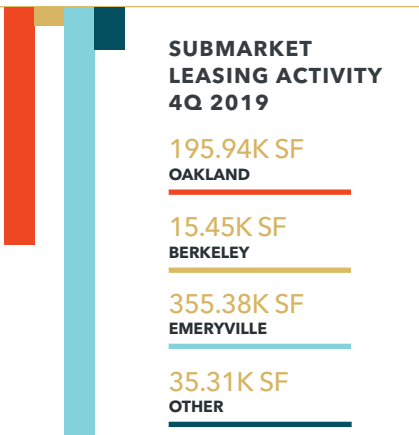 SUBMARKET
LEASING ACTIVITY
4Q 2019
195.94K SF
OAKLAND
15.45K SF
BERKELEY
355.38K SF
EMERYVILLE
35.31K SF
OTHER